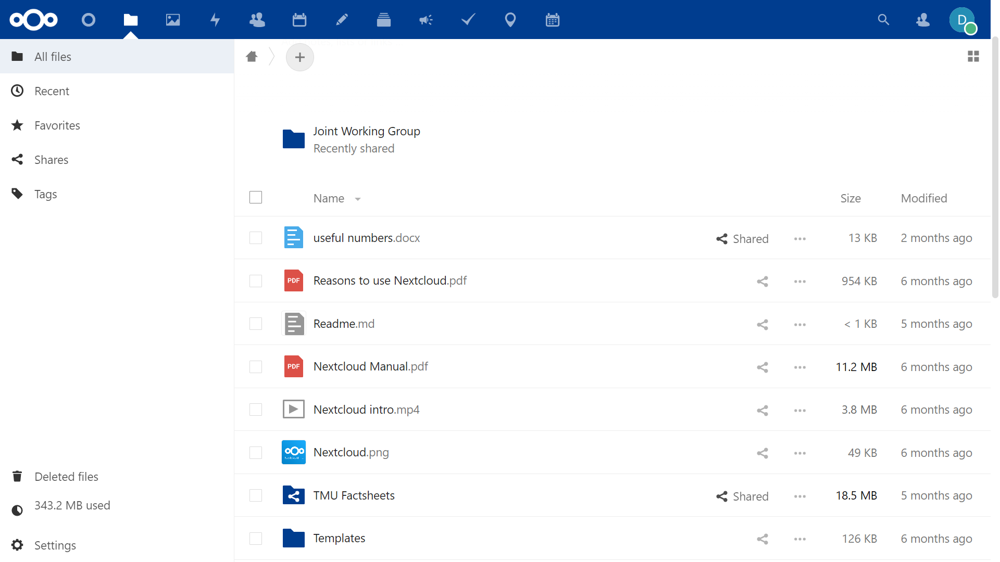 D
All files
Recent
Favorites
Shares
Tags
Joint Working Group
Recently shared
Name Size Modified
useful numbers.docx Shared 13 KB 2 months ago
PDF Reasons to use Nextcloud.pdf 954 KB 6 months ago
Readme.md < 1 KB 5 months ago
PDF Nextcloud Manual.pdf 11.2 MB 6 months ago
Nextcloud intro.mp4 3.8 MB 6 months ago
Nextcloud.png 49 KB 6 months ago
TMU Factsheets Shared 18.5 MB 5 months ago
Templates 126 KB 6 months ago
Deleted files
343.2 MB used
Settings